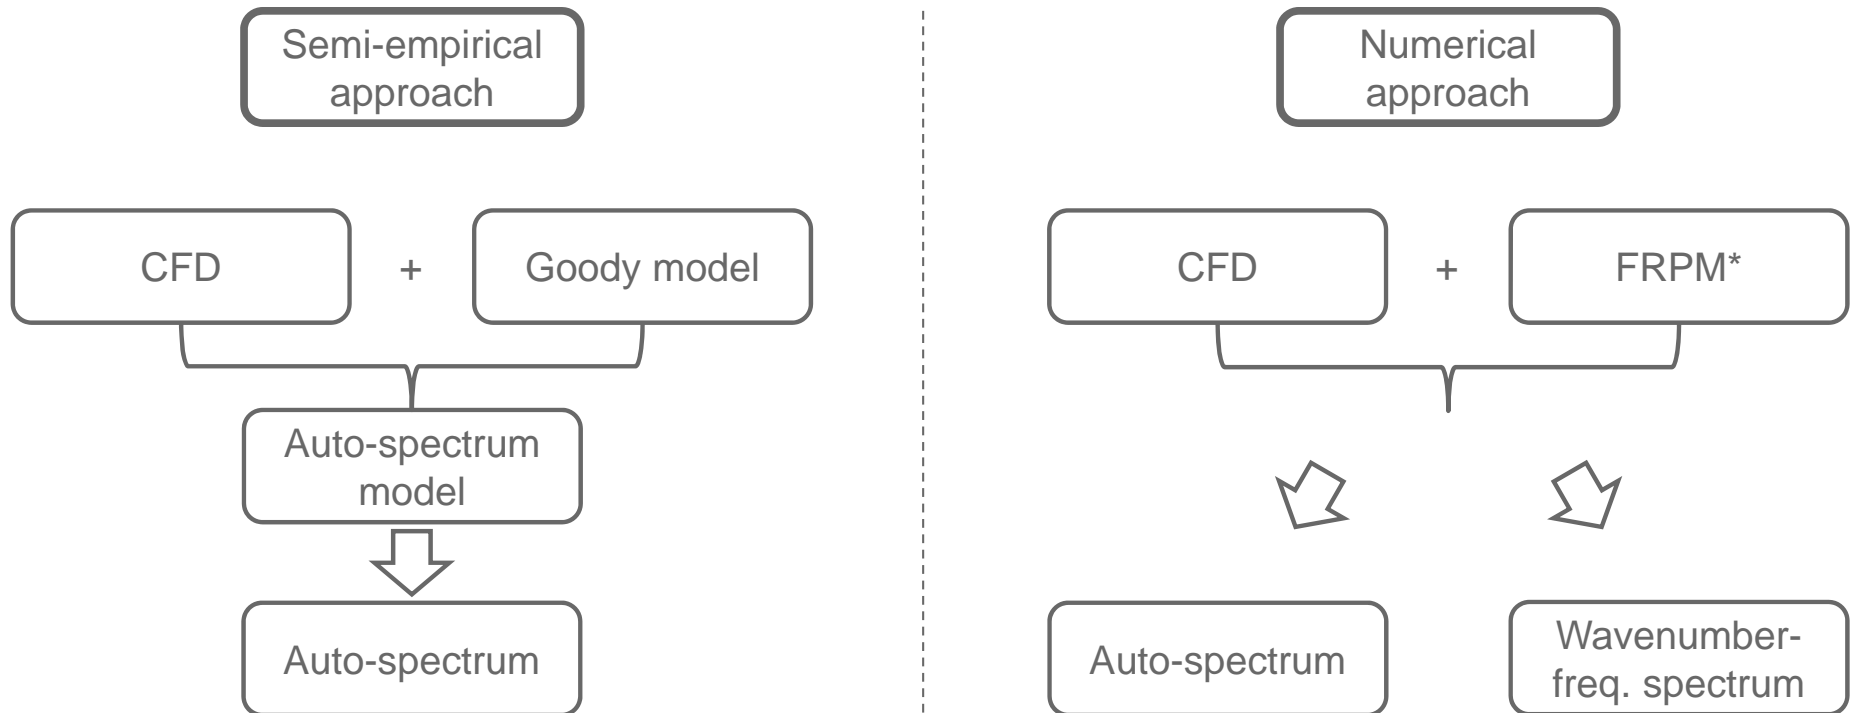 Semi-empirical
approach
CFD
+
Goody model
Auto-spectrum
model
Auto-spectrum
Numerical
approach
CFD
+
FRPM*
Auto-spectrum
Wavenumber-
freq. spectrum